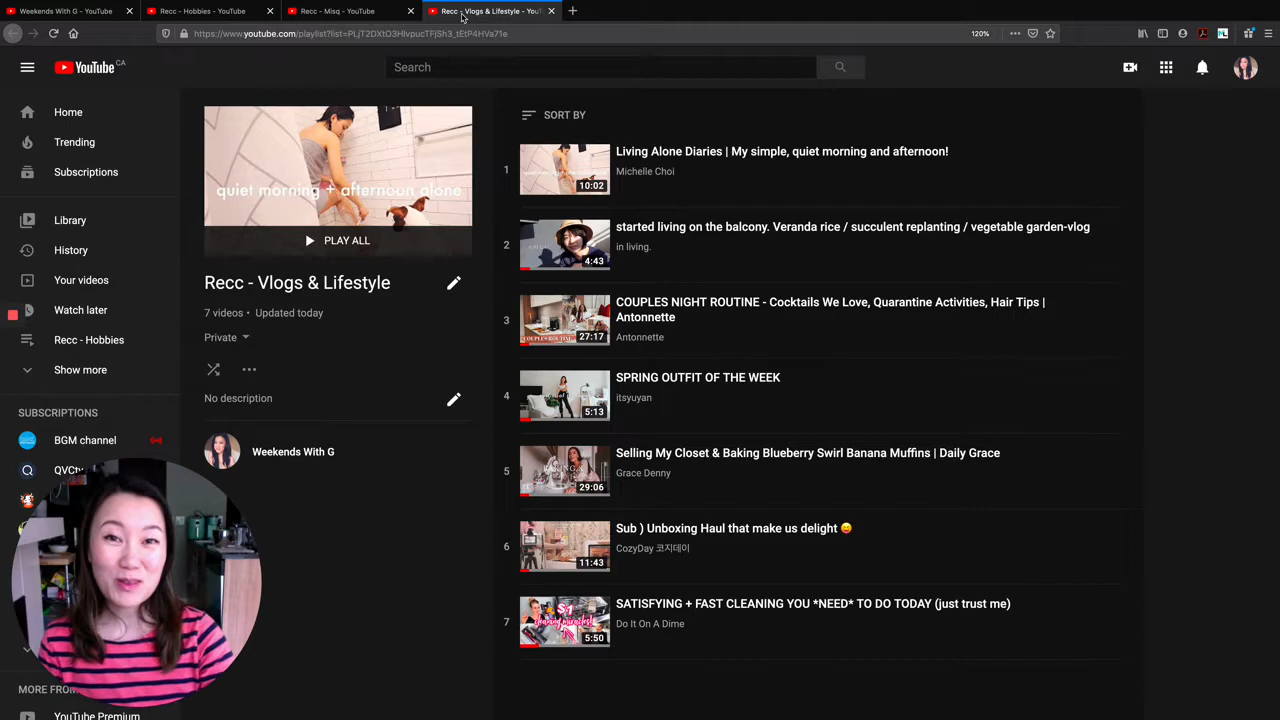 Weekends With G - YouTube
Recc - Hobbies - YouTube
Recc - Misq - YouTube
Recc - Vlogs & Lifestyle - YouT
https://www.youtube.com/playlist?list=PLjT2DXtO3HlvpucTFjSh3_tEtP4HVa71e
120%
YouTube CA
Search
Home
Trending
Subscriptions
Library
History
Your videos
Watch later
Recc - Hobbies
Show more
SUBSCRIPTIONS
BGM channel
QVCtv
MORE FROM
YouTube Premium
quiet morning + afternoon alone
PLAY ALL
Recc - Vlogs & Lifestyle
7 videos • Updated today
Private
No description
Weekends With G
SORT BY
1
10:02
Living Alone Diaries | My simple, quiet morning and afternoon!
Michelle Choi
2
4:43
started living on the balcony. Veranda rice / succulent replanting / vegetable garden-vlog
in living.
3
COUPLES ROUTINE
27:17
COUPLES NIGHT ROUTINE - Cocktails We Love, Quarantine Activities, Hair Tips |
Antonnette
Antonnette
4
5:13
SPRING OUTFIT OF THE WEEK
itsyuyan
5
29:06
Selling My Closet & Baking Blueberry Swirl Banana Muffins | Daily Grace
Grace Denny
6
11:43
Sub ) Unboxing Haul that make us delight 😛
CozyDay 코지데이
7
$1
cleaning miracles!
5:50
SATISFYING + FAST CLEANING YOU *NEED* TO DO TODAY (just trust me)
Do It On A Dime